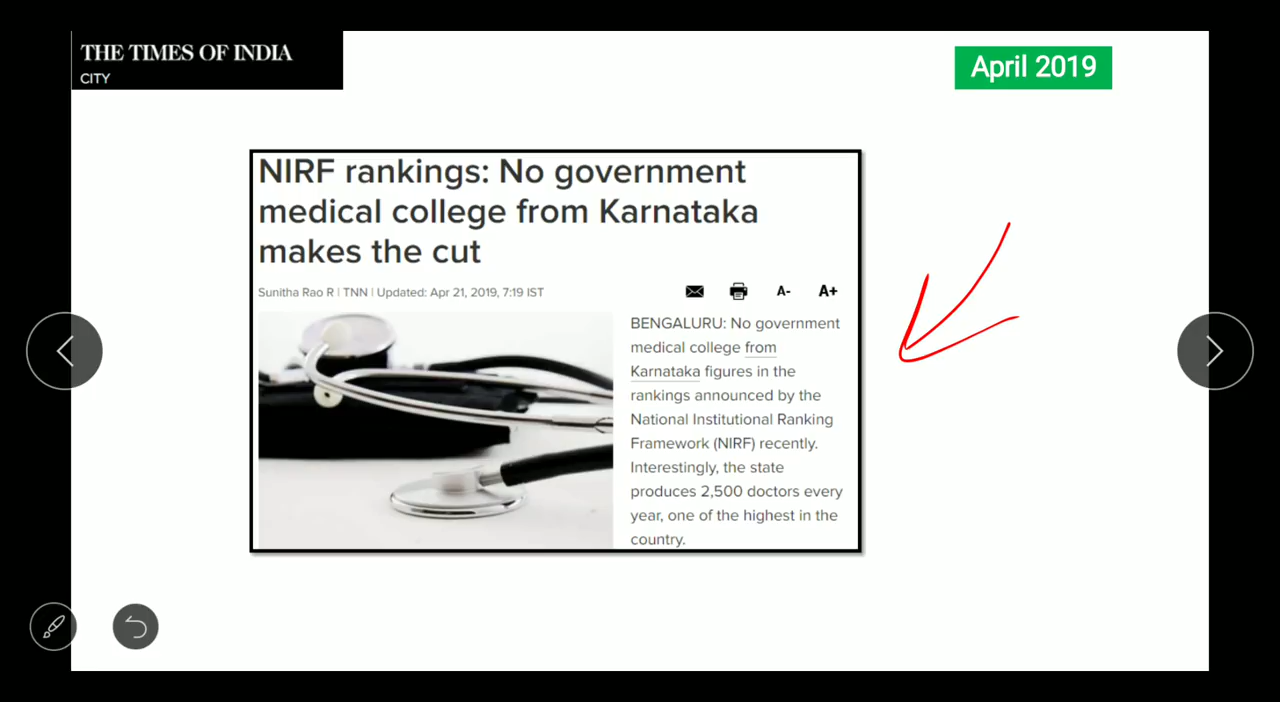 THE TIMES OF INDIA
CITY
April 2019
NIRF rankings: No government
medical college from Karnataka
makes the cut
Sunitha Rao R | TNN | Updated: Apr 21, 2019, 7:19 IST
A- A+
BENGALURU: No government
medical college from
Karnataka figures in the
rankings announced by the
National Institutional Ranking
Framework (NIRF) recently.
Interestingly, the state
produces 2,500 doctors every
year, one of the highest in the
country.